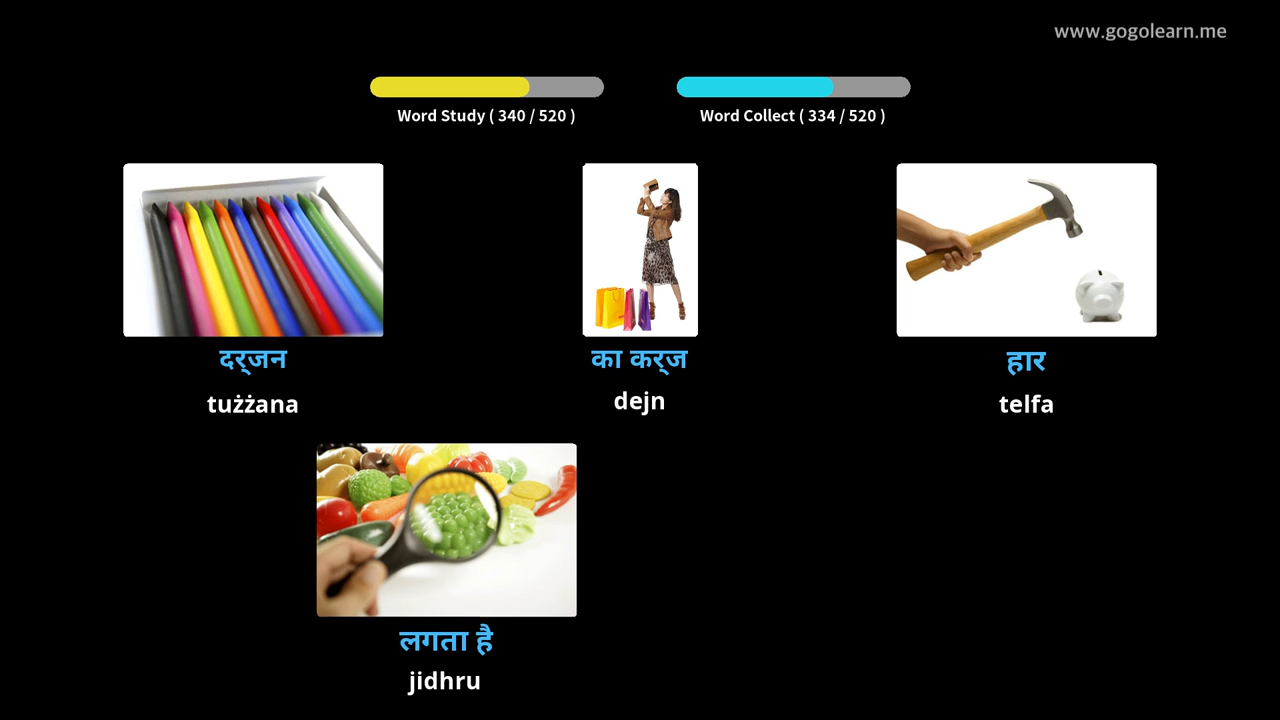 www.gogolearn.me
Word Study ( 340 / 520 )
Word Collect ( 334 / 520 )
दर्‌जन
का कर्‌ज
हार
tużżana
dejn
telfa
लगता है
jidhru